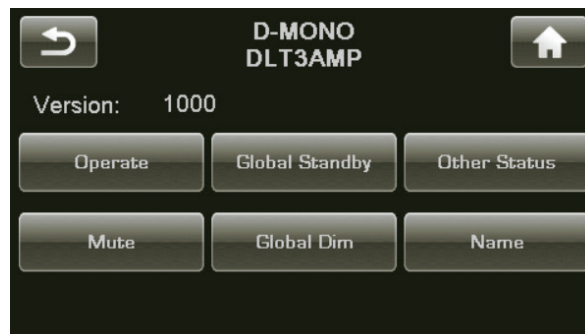 D-MONO
DLT3AMP
Version: 1000
Operate Global Standby Other Status
Mute Global Dim Name